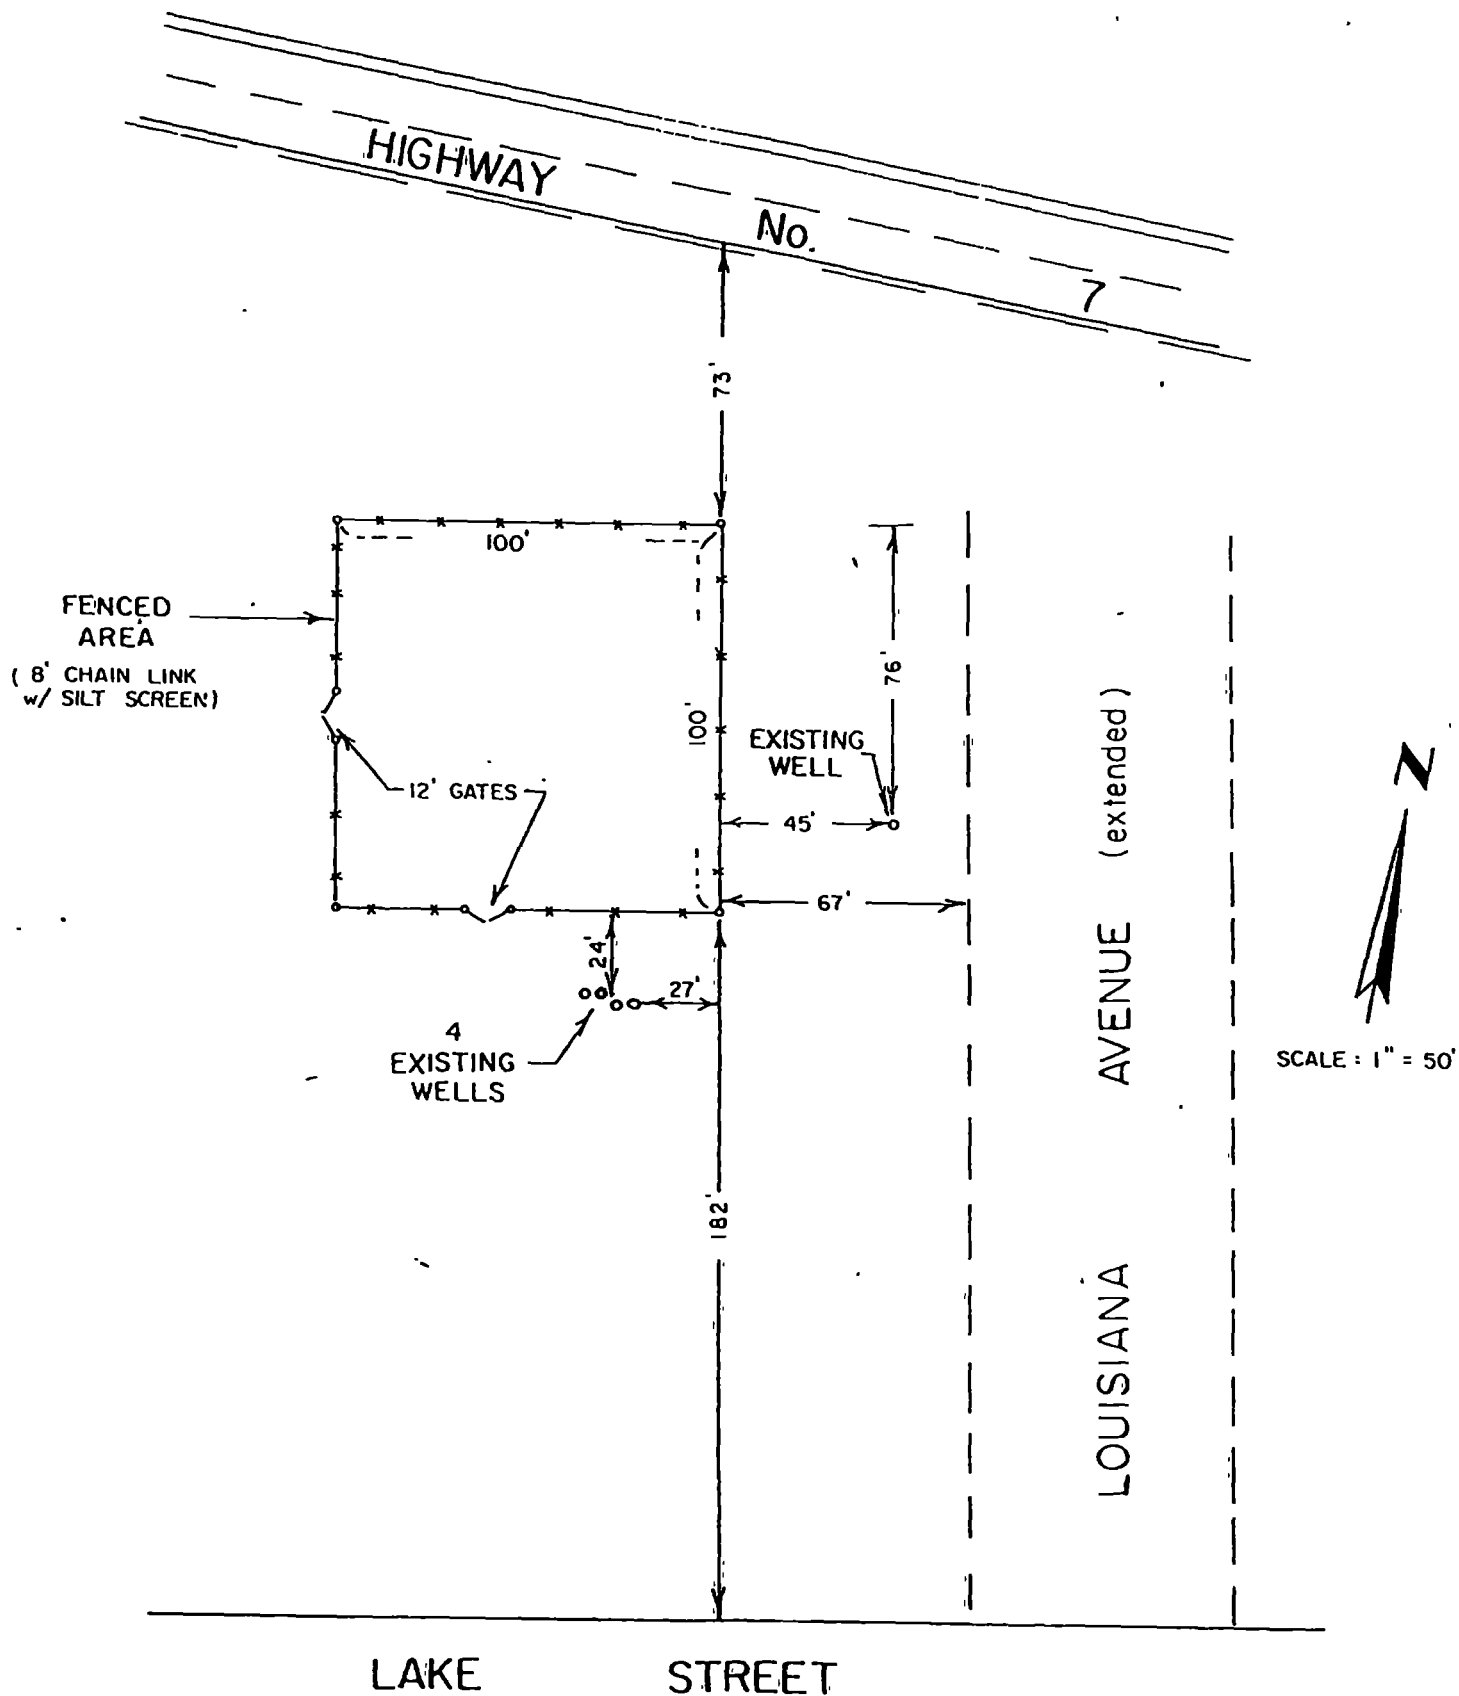 HIGHWAY No. 7
73'
100'
FENCED
AREA
( 8' CHAIN LINK
w/ SILT SCREEN)
100'
76'
EXISTING
WELL
12' GATES
45'
67'
24'
27'
4
EXISTING
WELLS
182'
LOUISIANA AVENUE (extended)
N
SCALE : 1" = 50'
LAKE STREET